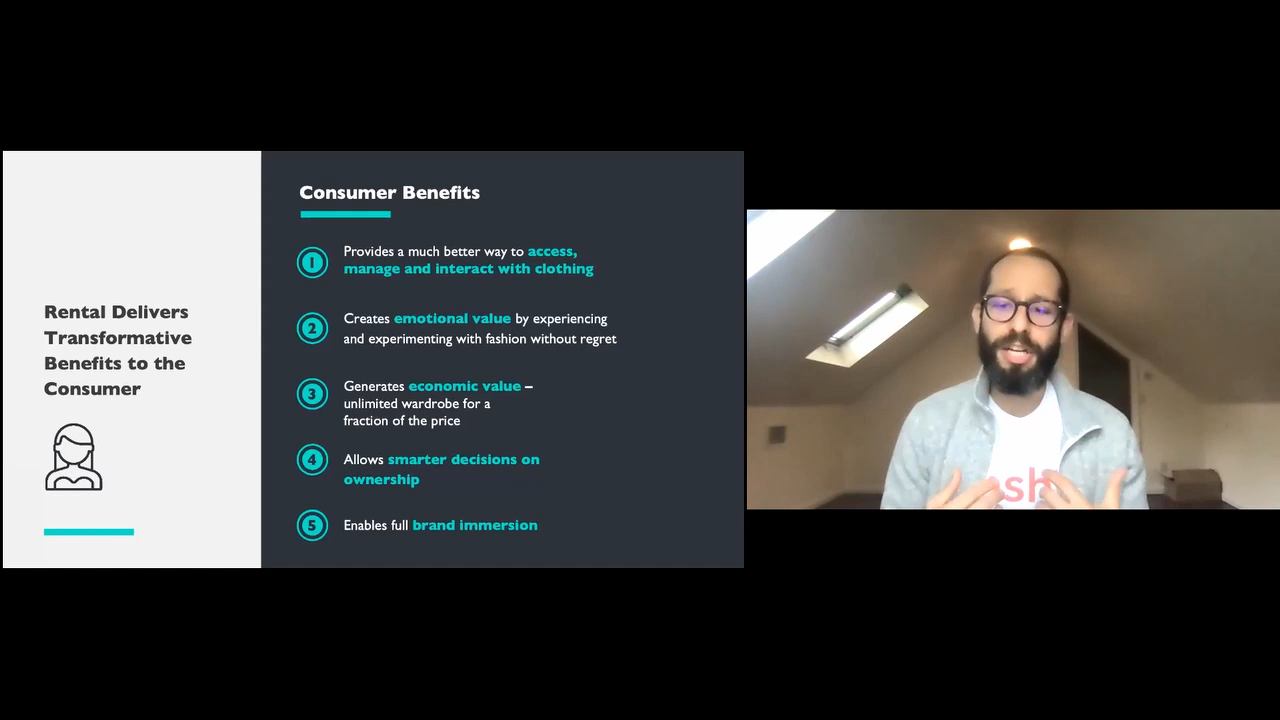 Rental Delivers
Transformative
Benefits to the
Consumer
Consumer Benefits
1
Provides a much better way to access,
manage and interact with clothing
2
Creates emotional value by experiencing
and experimenting with fashion without regret
3
Generates economic value –
unlimited wardrobe for a
fraction of the price
4
Allows smarter decisions on
ownership
5
Enables full brand immersion